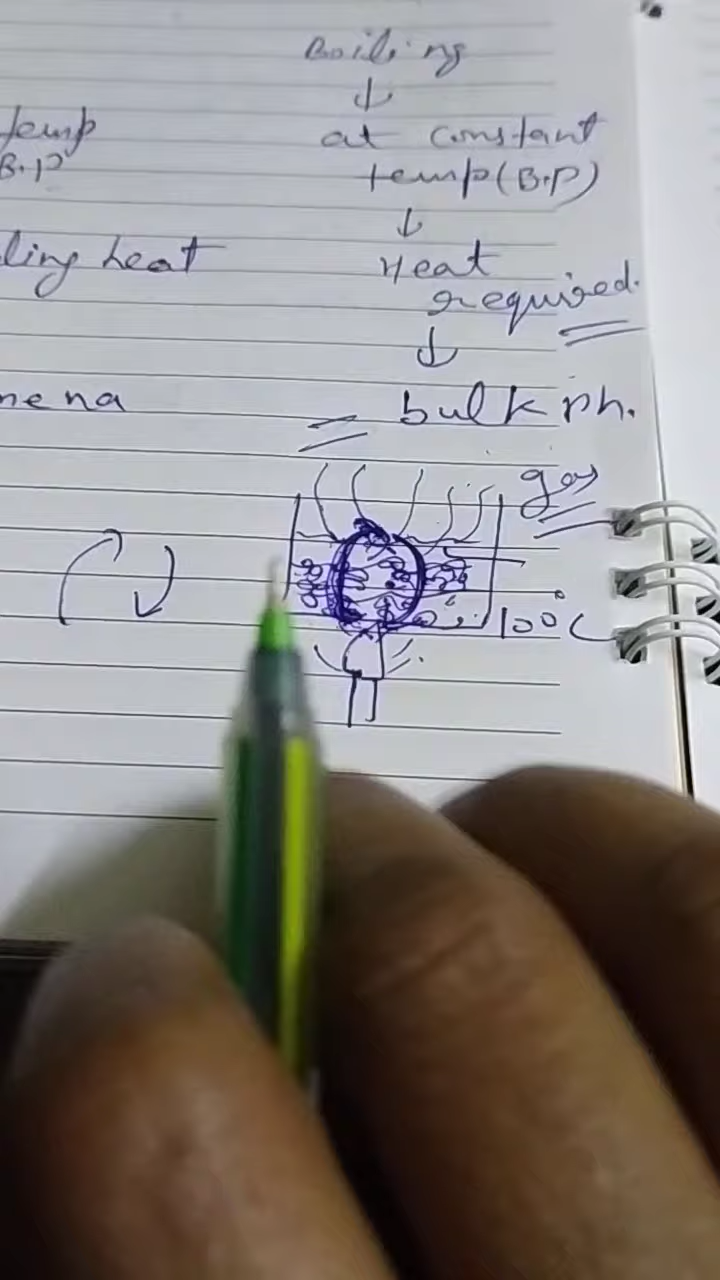 Boiling
↓
at constant
temp(B.P)
↓
Heat
required.
↓
bulk ph.
temp
B.P
ling heat
mena
gas
100°C